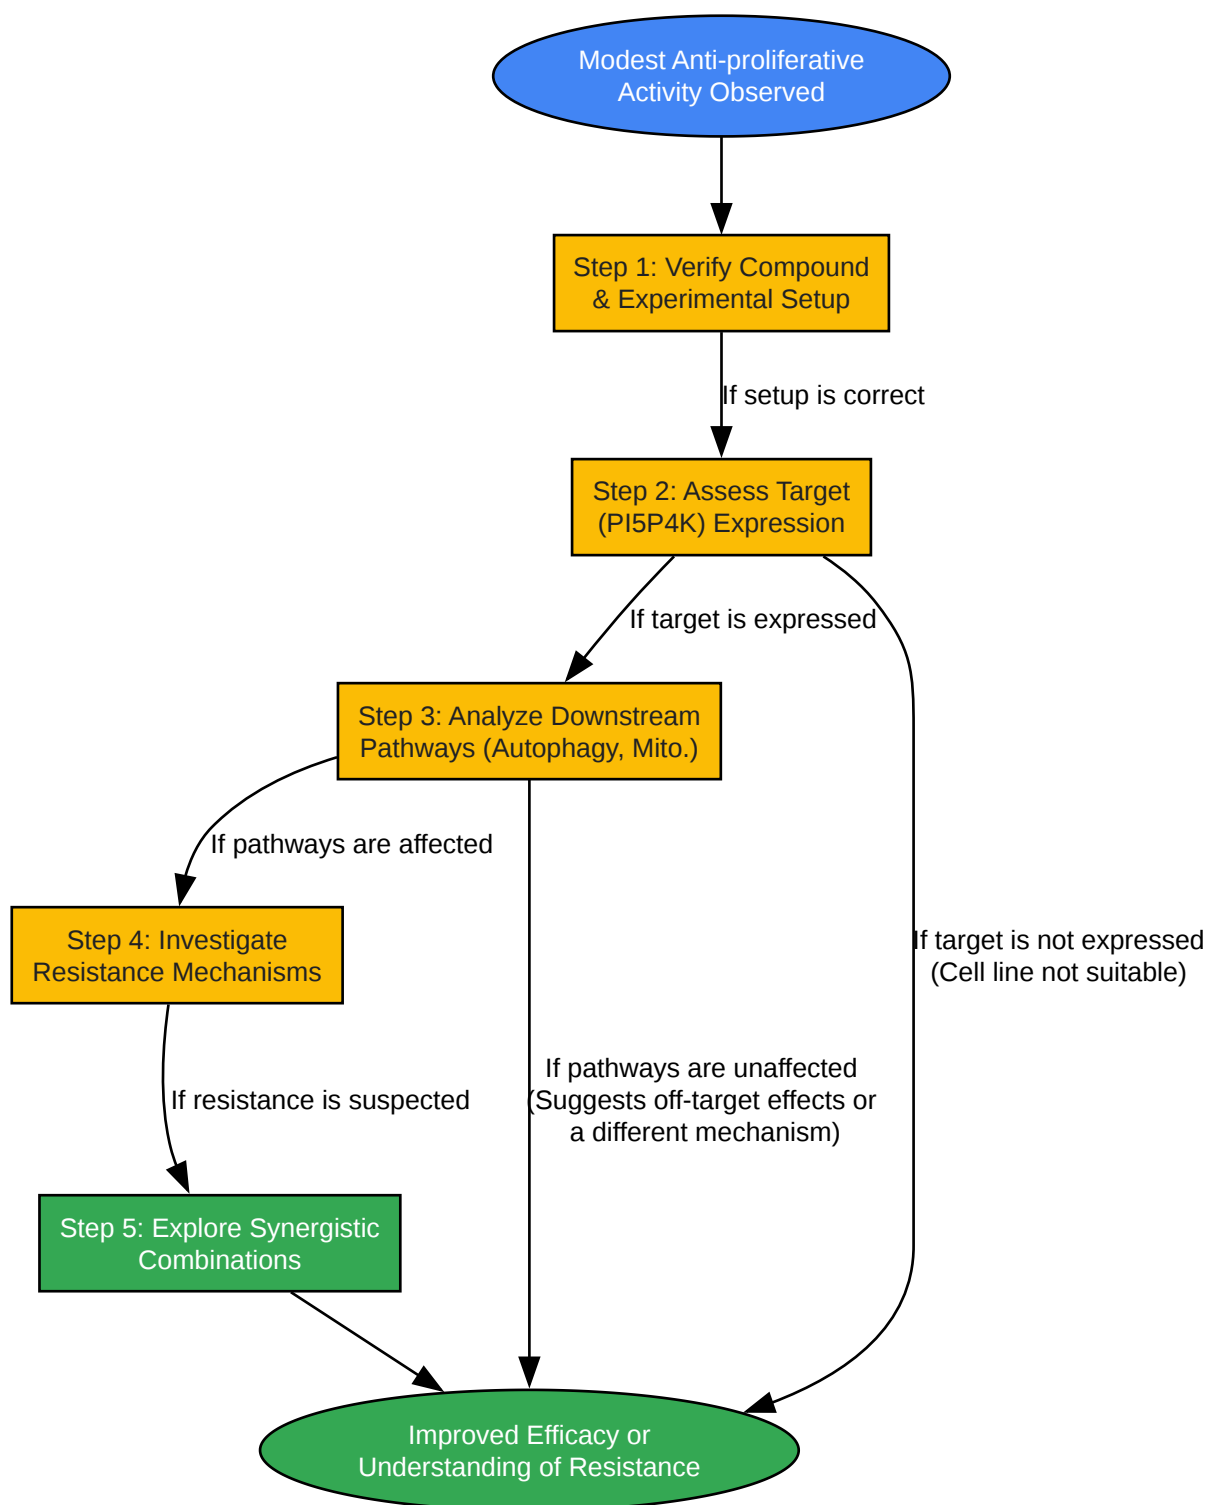 Modest Anti-proliferative
Activity Observed
Step 1: Verify Compound
& Experimental Setup
If setup is correct
Step 2: Assess Target
(PI5P4K) Expression
If target is expressed
Step 3: Analyze Downstream
Pathways (Autophagy, Mito.)
If pathways are affected
Step 4: Investigate
Resistance Mechanisms
If target is not expressed
(Cell line not suitable)
If pathways are unaffected
(Suggests off-target effects or
a different mechanism)
If resistance is suspected
Step 5: Explore Synergistic
Combinations
Improved Efficacy or
Understanding of Resistance